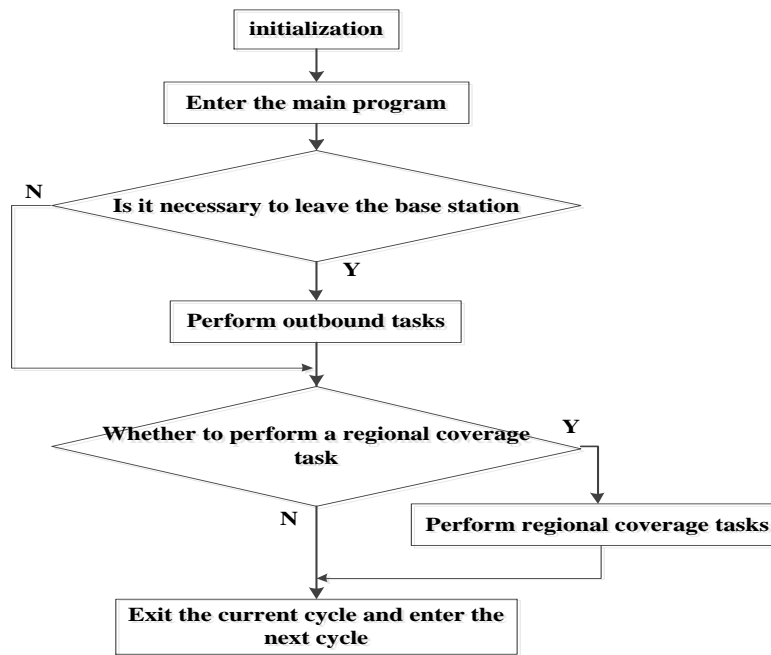 initialization
Enter the main program
N
Is it necessary to leave the base station
Y
Perform outbound tasks
Whether to perform a regional coverage
task
Y
N
Perform regional coverage tasks
Exit the current cycle and enter the
next cycle